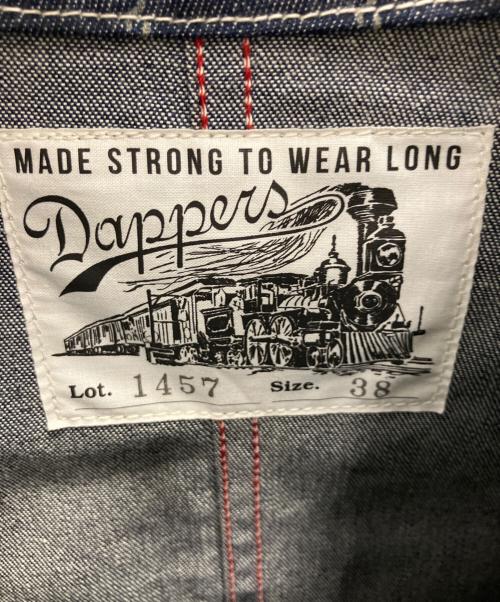 MADE STRONG TO WEAR LONG
Dappers
Lot. 1457 Size. 38